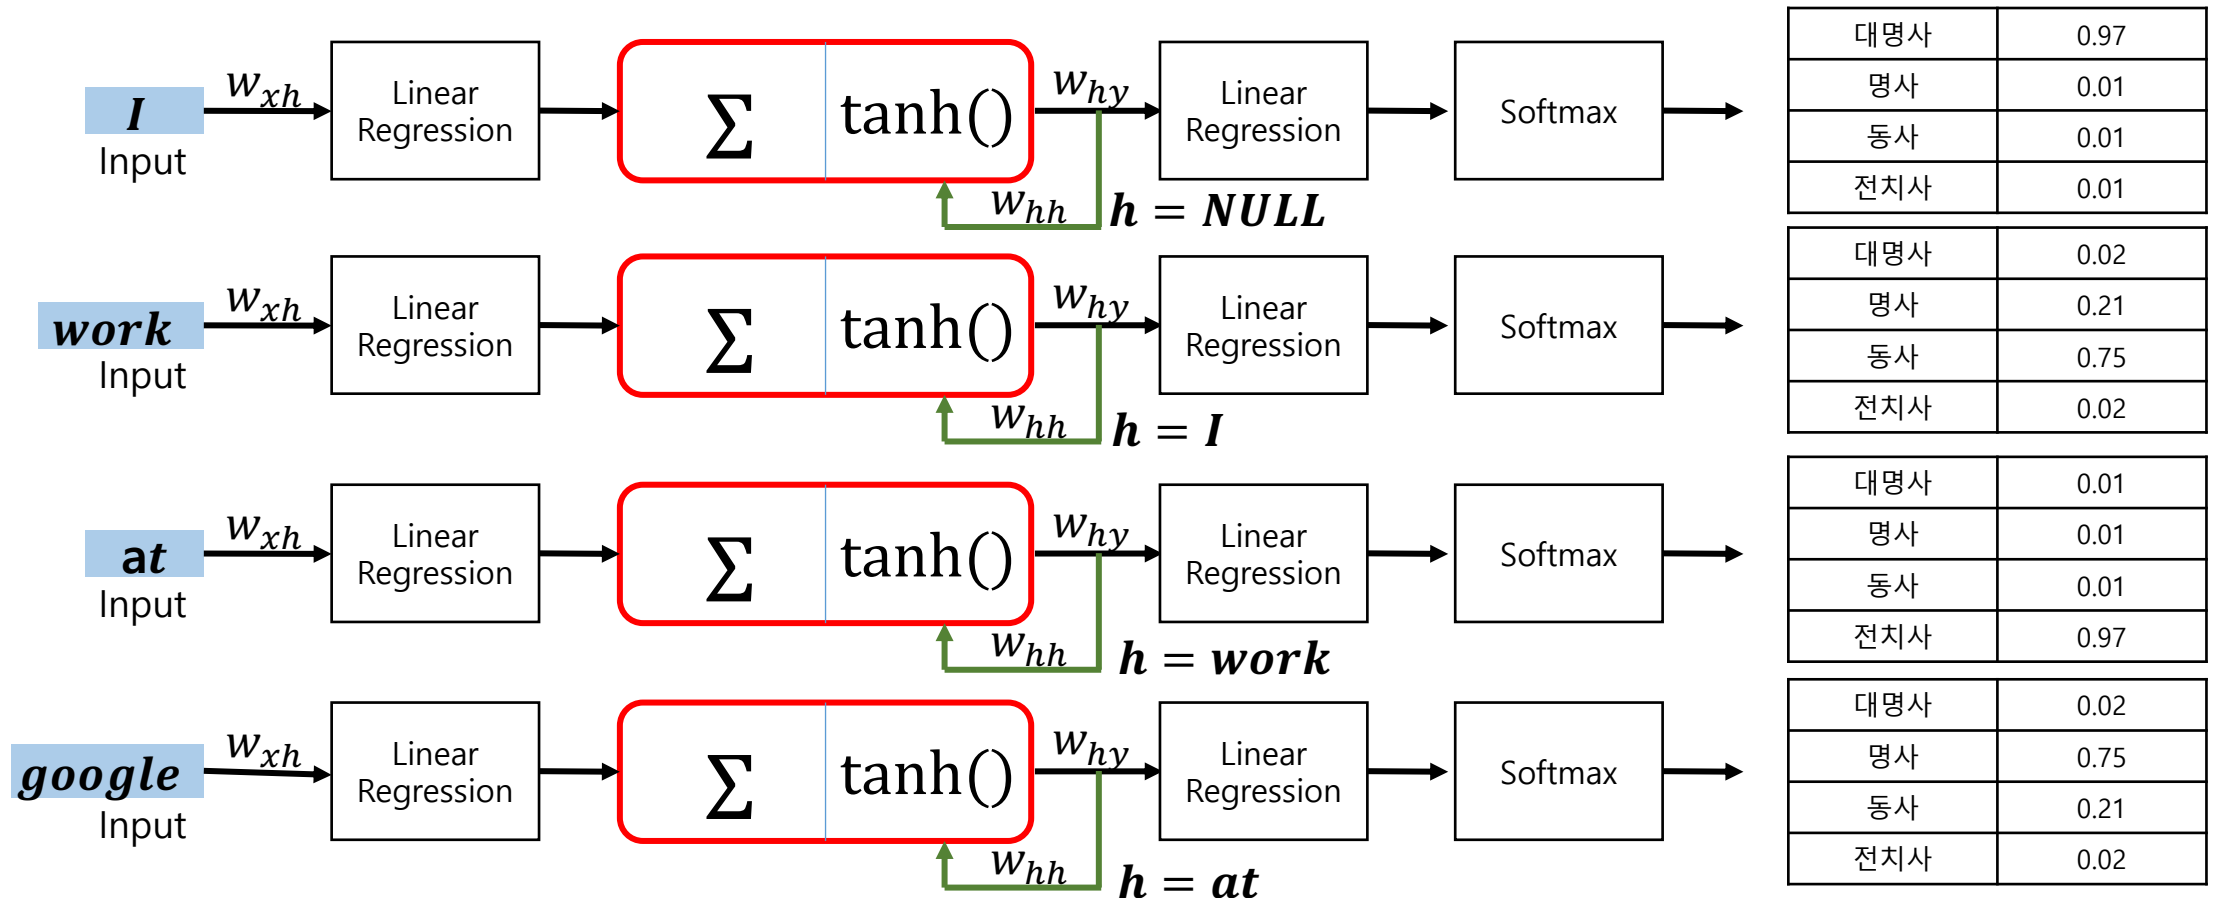 I
Input
w_xh
Linear
Regression
∑
tanh()
w_hy
w_hh
h = NULL
Linear
Regression
Softmax
대명사 0.97
명사 0.01
동사 0.01
전치사 0.01
work
Input
w_xh
Linear
Regression
∑
tanh()
w_hy
w_hh
h = I
Linear
Regression
Softmax
대명사 0.02
명사 0.21
동사 0.75
전치사 0.02
at
Input
w_xh
Linear
Regression
∑
tanh()
w_hy
w_hh
h = work
Linear
Regression
Softmax
대명사 0.01
명사 0.01
동사 0.01
전치사 0.97
google
Input
w_xh
Linear
Regression
∑
tanh()
w_hy
w_hh
h = at
Linear
Regression
Softmax
대명사 0.02
명사 0.75
동사 0.21
전치사 0.02